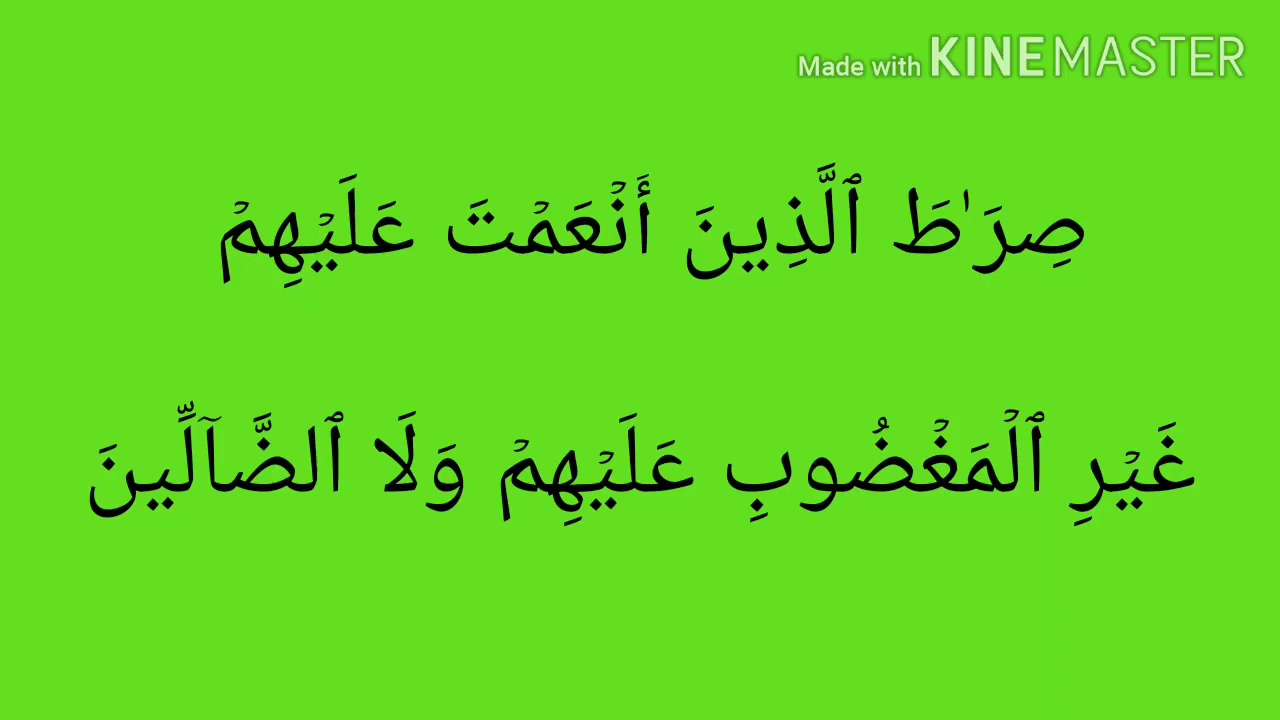 Made with KINEMASTER
صِرَٰطَ ٱلَّذِينَ أَنۡعَمۡتَ عَلَيۡهِمۡ
غَيۡرِ ٱلۡمَغۡضُوبِ عَلَيۡهِمۡ وَلَا ٱلضَّآلِّينَ